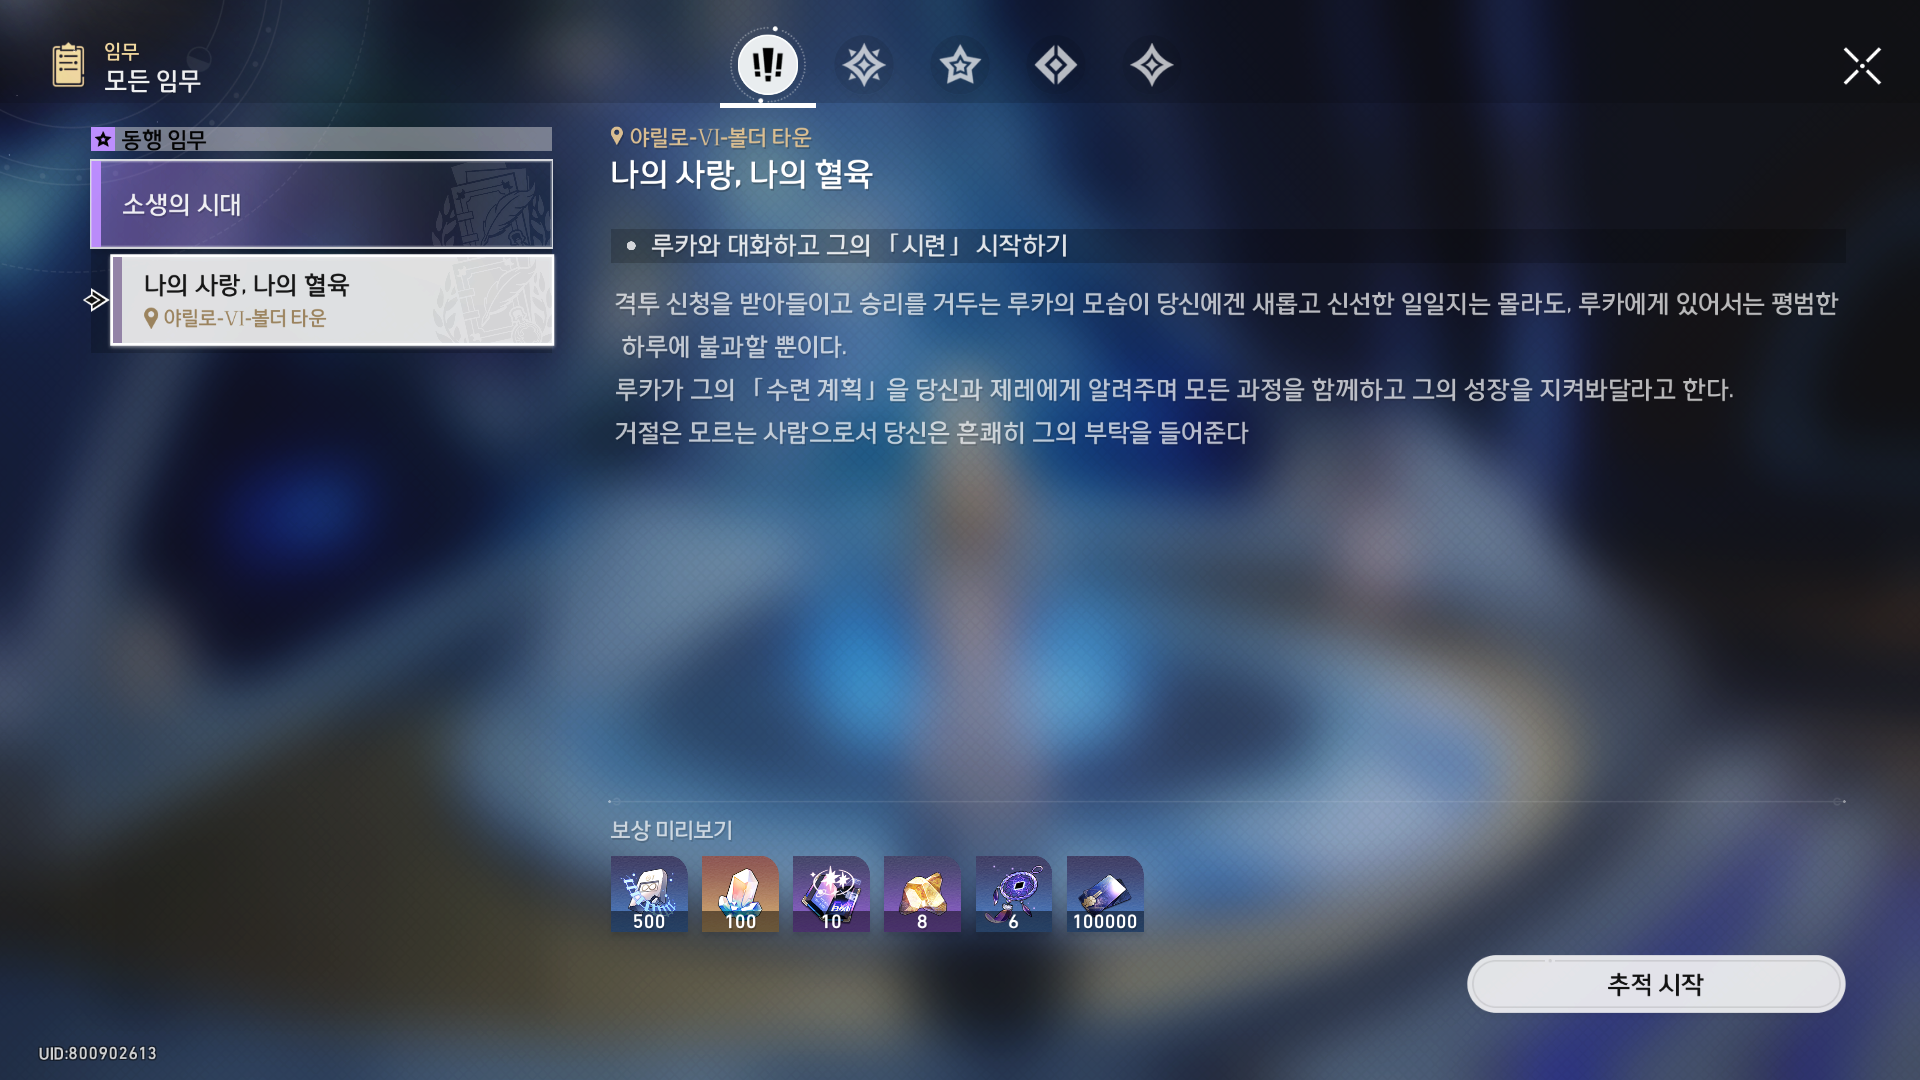 임무
모든 임무
동행 임무
소생의 시대
나의 사랑, 나의 혈육
야릴로-VI-볼더 타운
야릴로-VI-볼더 타운
나의 사랑, 나의 혈육
루카와 대화하고 그의 「시련」 시작하기
격투 신청을 받아들이고 승리를 거두는 루카의 모습이 당신에겐 새롭고 신선한 일일지는 몰라도, 루카에게 있어서는 평범한
하루에 불과할 뿐이다.
루카가 그의 「수련 계획」을 당신과 제레에게 알려주며 모든 과정을 함께하고 그의 성장을 지켜봐달라고 한다.
거절은 모르는 사람으로서 당신은 흔쾌히 그의 부탁을 들어준다
보상 미리보기
500
100
10
8
6
100000
추적 시작
UID:800902613